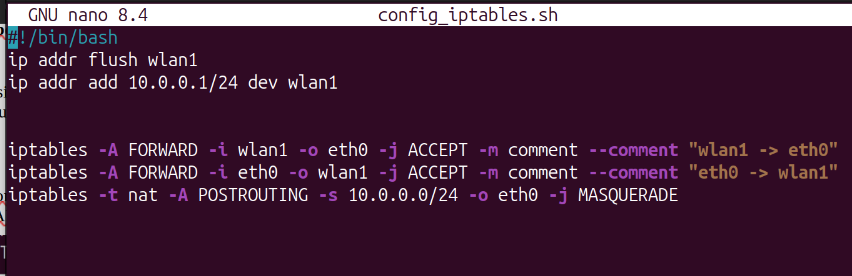 GNU nano 8.4 config_iptables.sh
#!/bin/bash
ip addr flush wlan1
ip addr add 10.0.0.1/24 dev wlan1
iptables -A FORWARD -i wlan1 -o eth0 -j ACCEPT -m comment --comment "wlan1 -> eth0"
iptables -A FORWARD -i eth0 -o wlan1 -j ACCEPT -m comment --comment "eth0 -> wlan1"
iptables -t nat -A POSTROUTING -s 10.0.0.0/24 -o eth0 -j MASQUERADE